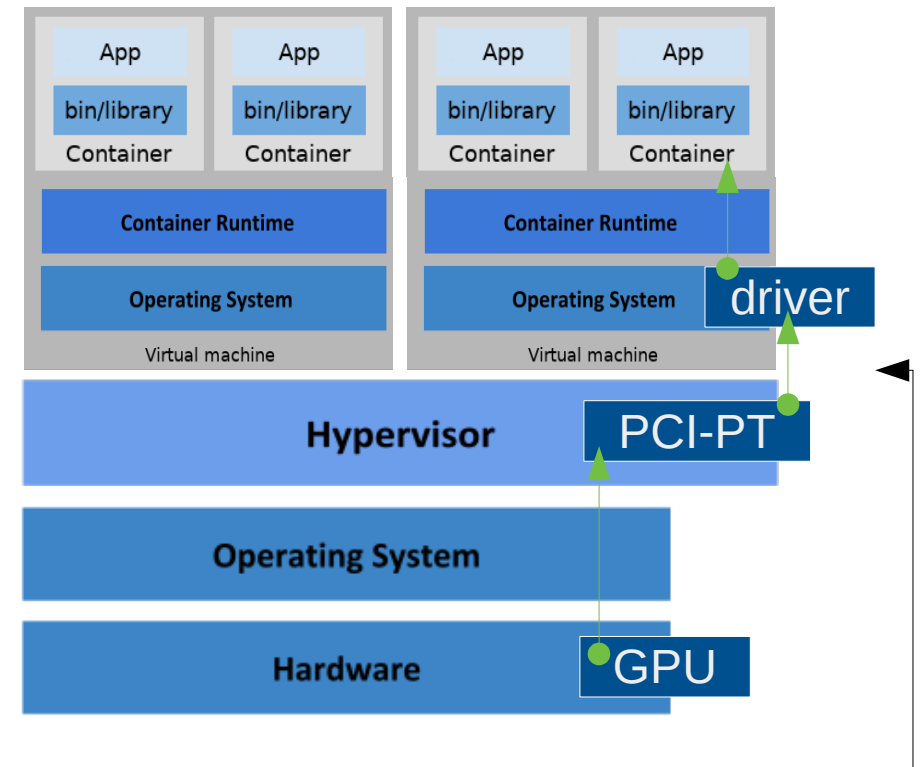 App
App
App
App
bin/library
bin/library
bin/library
bin/library
Container
Container
Container
Container
Container Runtime
Container Runtime
Operating System
Operating System
driver
Virtual machine
Virtual machine
Hypervisor
PCI-PT
Operating System
Hardware
GPU